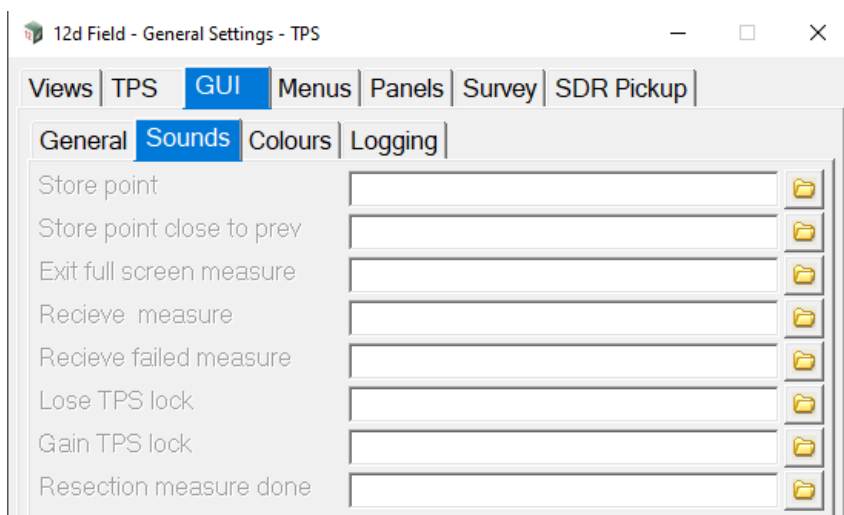 12d Field - General Settings - TPS
Views TPS GUI Menus Panels Survey SDR Pickup
General Sounds Colours Logging
Store point
Store point close to prev
Exit full screen measure
Recieve measure
Recieve failed measure
Lose TPS lock
Gain TPS lock
Resection measure done